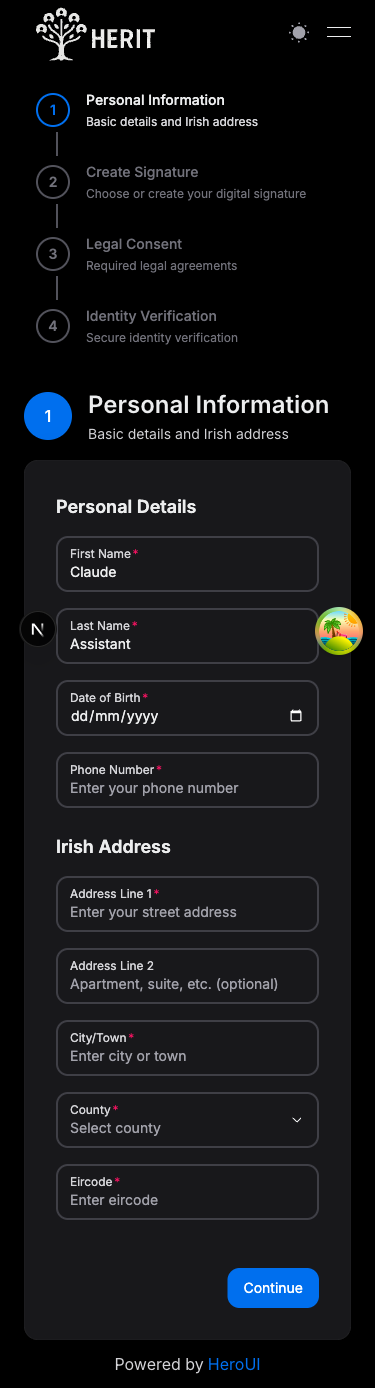 HERIT
1
Personal Information
Basic details and Irish address
2
Create Signature
Choose or create your digital signature
3
Legal Consent
Required legal agreements
4
Identity Verification
Secure identity verification
1
Personal Information
Basic details and Irish address
Personal Details
First Name*
Claude
N
Last Name*
Assistant
Date of Birth*
dd/mm/yyyy
Phone Number*
Enter your phone number
Irish Address
Address Line 1*
Enter your street address
Address Line 2
Apartment, suite, etc. (optional)
City/Town*
Enter city or town
County*
Select county
Eircode*
Enter eircode
Continue
Powered by HeroUI